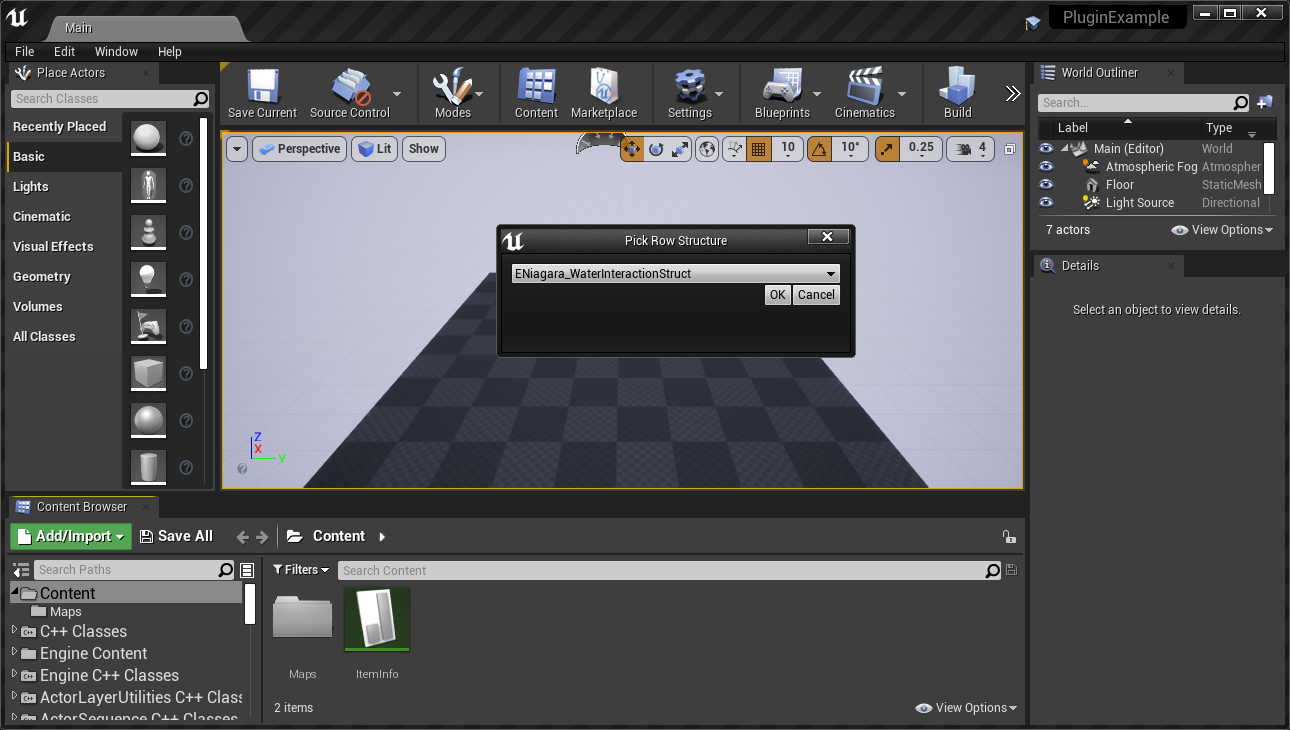 Main
PluginExample
File Edit Window Help
Place Actors
Search Classes
Recently Placed
Basic
Lights
Cinematic
Visual Effects
Geometry
Volumes
All Classes
Save Current
Source Control
Modes
Content
Marketplace
Settings
Blueprints
Cinematics
Build
Perspective
Lit
Show
10
10°
0.25
4
Pick Row Structure
ENiagara_WaterInteractionStruct
OK
Cancel
Z
X
Y
World Outliner
Search...
Label Type
Main (Editor) World
Atmospheric Fog Atmospher
Floor StaticMesh
Light Source Directional
7 actors
View Options
Details
Select an object to view details.
Content Browser
Add/Import
Save All
Content
Search Paths
Content
Maps
C++ Classes
Engine Content
Engine C++ Classes
ActorLayerUtilities C++ Class
ActorSequence C++ Classes
Filters
Search Content
Maps
ItemInfo
2 items
View Options